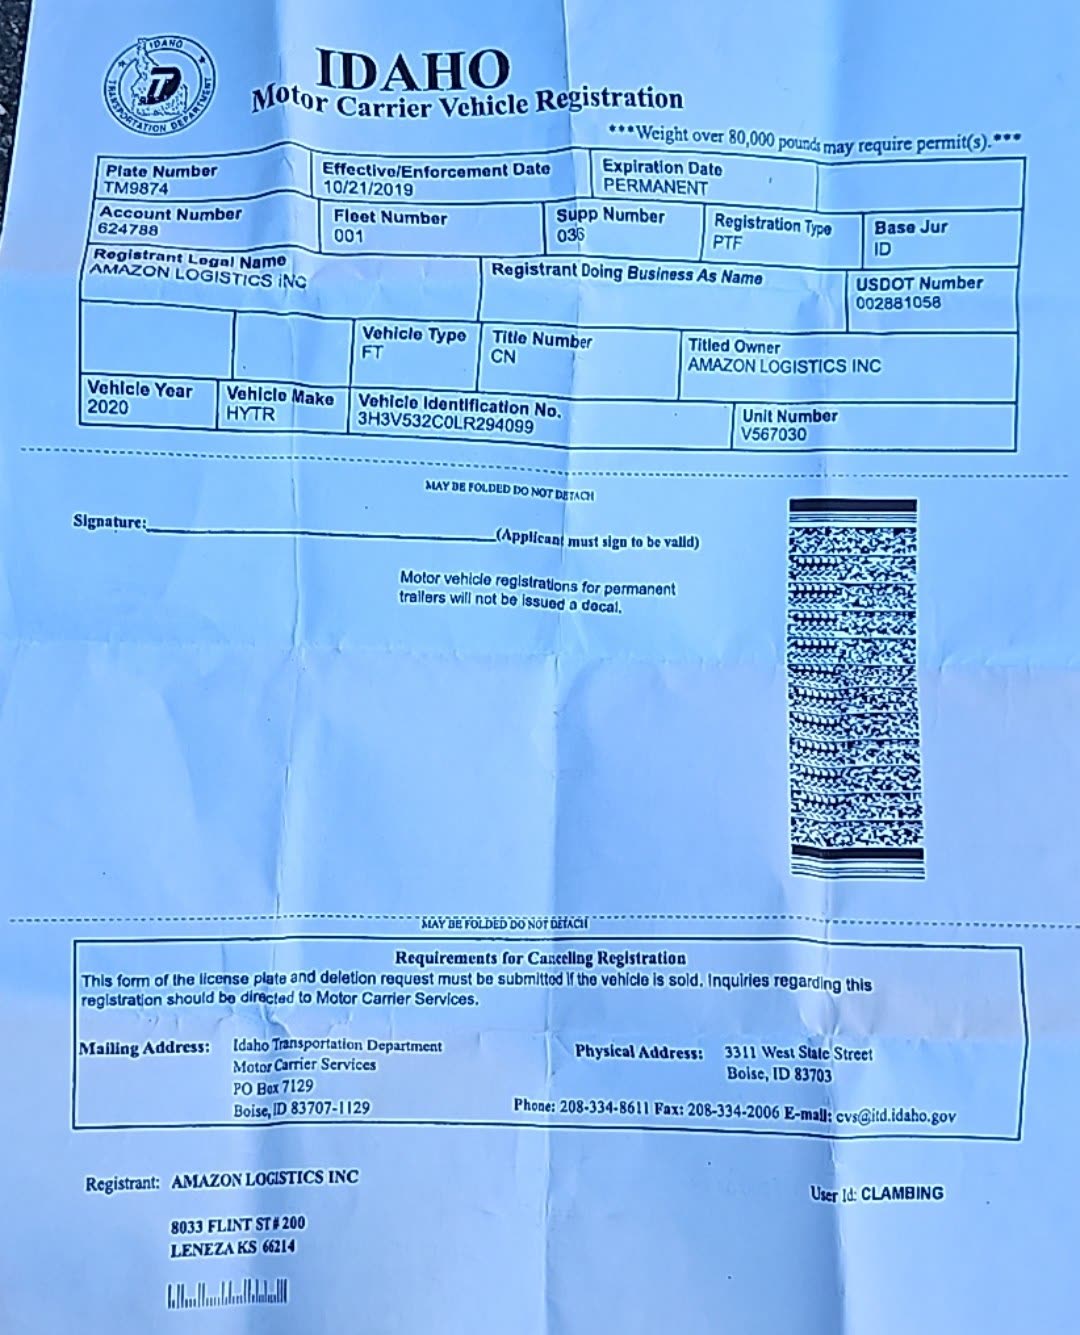 IDAHO
TRANSPORTATION DEPARTMENT
IDAHO
Motor Carrier Vehicle Registration
***Weight over 80,000 pounds may require permit(s).***
Plate Number
TM9874
Effective/Enforcement Date
10/21/2019
Expiration Date
PERMANENT
Account Number
624788
Fleet Number
001
Supp Number
036
Registration Type
PTF
Base Jur
ID
Registrant Legal Name
AMAZON LOGISTICS INC
Registrant Doing Business As Name
USDOT Number
002881058
Vehicle Type
FT
Title Number
CN
Titled Owner
AMAZON LOGISTICS INC
Vehicle Year
2020
Vehicle Make
HYTR
Vehicle Identification No.
3H3V532C0LR294099
Unit Number
V567030
MAY BE FOLDED DO NOT DETACH
Signature:
(Applicant must sign to be valid)
Motor vehicle registrations for permanent
trailers will not be issued a decal.
MAY BE FOLDED DO NOT DETACH
Requirements for Canceling Registration
This form of the license plate and deletion request must be submitted if the vehicle is sold. Inquiries regarding this
registration should be directed to Motor Carrier Services.
Mailing Address: Idaho Transportation Department
Motor Carrier Services
PO Box 7129
Boise, ID 83707-1129
Physical Address: 3311 West State Street
Boise, ID 83703
Phone: 208-334-8611 Fax: 208-334-2006 E-mail: cvs@itd.idaho.gov
Registrant: AMAZON LOGISTICS INC
User Id: CLAMBING
8033 FLINT ST # 200
LENEZA KS 66214